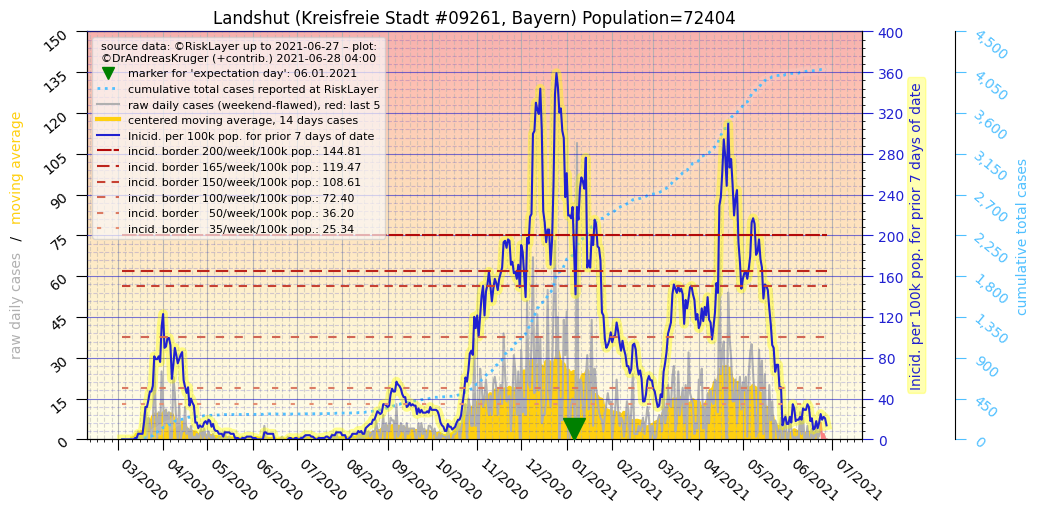 Landshut (Kreisfreie Stadt #09261, Bayern) Population=72404
source data: ©RiskLayer up to 2021-06-27 – plot:
©DrAndreasKruger (+contrib.) 2021-06-28 04:00
marker for 'expectation day': 06.01.2021
cumulative total cases reported at RiskLayer
raw daily cases (weekend-flawed), red: last 5
centered moving average, 14 days cases
Inicid. per 100k pop. for prior 7 days of date
incid. border 200/week/100k pop.: 144.81
incid. border 165/week/100k pop.: 119.47
incid. border 150/week/100k pop.: 108.61
incid. border 100/week/100k pop.: 72.40
incid. border   50/week/100k pop.: 36.20
incid. border   35/week/100k pop.: 25.34
raw daily cases / moving average
150
135
120
105
90
75
60
45
30
15
0
400
360
320
280
240
200
160
120
80
40
0
Inicid. per 100k pop. for prior 7 days of date
4,500
4,050
3,600
3,150
2,700
2,250
1,800
1,350
900
450
0
cumulative total cases
03/2020
04/2020
05/2020
06/2020
07/2020
08/2020
09/2020
10/2020
11/2020
12/2020
01/2021
02/2021
03/2021
04/2021
05/2021
06/2021
07/2021